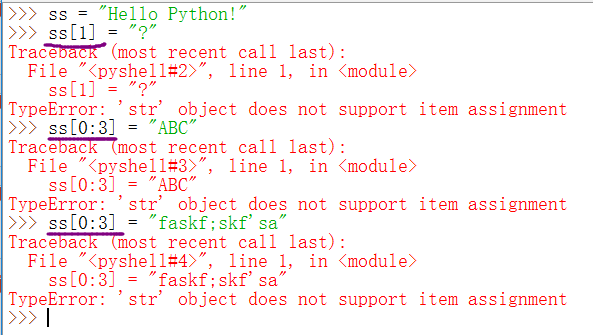 >>> ss = "Hello Python!"
>>> ss[1] = "?"
Traceback (most recent call last):
  File "<pyshell#2>", line 1, in <module>
    ss[1] = "?"
TypeError: 'str' object does not support item assignment
>>> ss[0:3] = "ABC"
Traceback (most recent call last):
  File "<pyshell#3>", line 1, in <module>
    ss[0:3] = "ABC"
TypeError: 'str' object does not support item assignment
>>> ss[0:3] = "faskf;skf'sa"
Traceback (most recent call last):
  File "<pyshell#4>", line 1, in <module>
    ss[0:3] = "faskf;skf'sa"
TypeError: 'str' object does not support item assignment
>>>